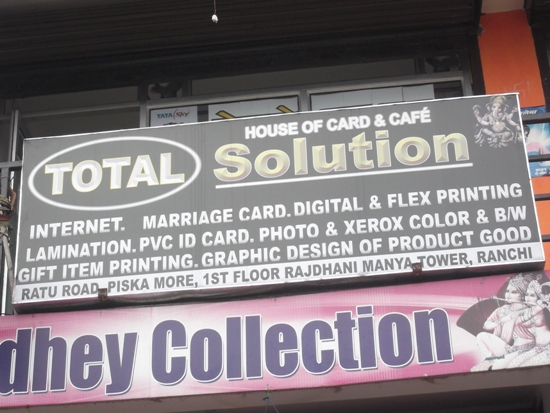 TATA Sky
HOUSE OF CARD & CAFÉ
TOTAL Solution
INTERNET. MARRIAGE CARD. DIGITAL & FLEX PRINTING
LAMINATION. PVC ID CARD. PHOTO & XEROX COLOR & B/W
GIFT ITEM PRINTING. GRAPHIC DESIGN OF PRODUCT GOOD
RATU ROAD, PISKA MORE, 1ST FLOOR RAJDHANI MANYA TOWER, RANCHI
dhey Collection